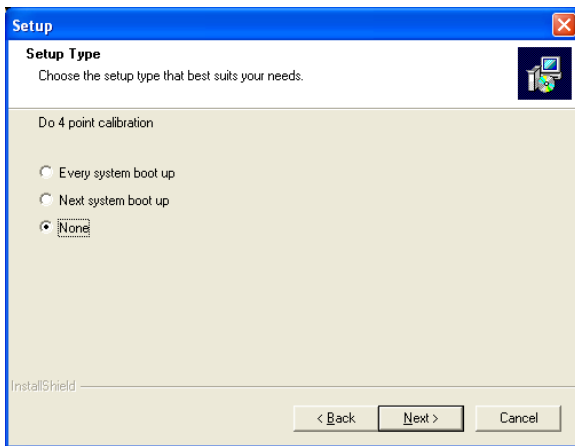 Setup
Setup Type
Choose the setup type that best suits your needs.
Do 4 point calibration
Every system boot up
Next system boot up
None
InstallShield
< Back Next > Cancel